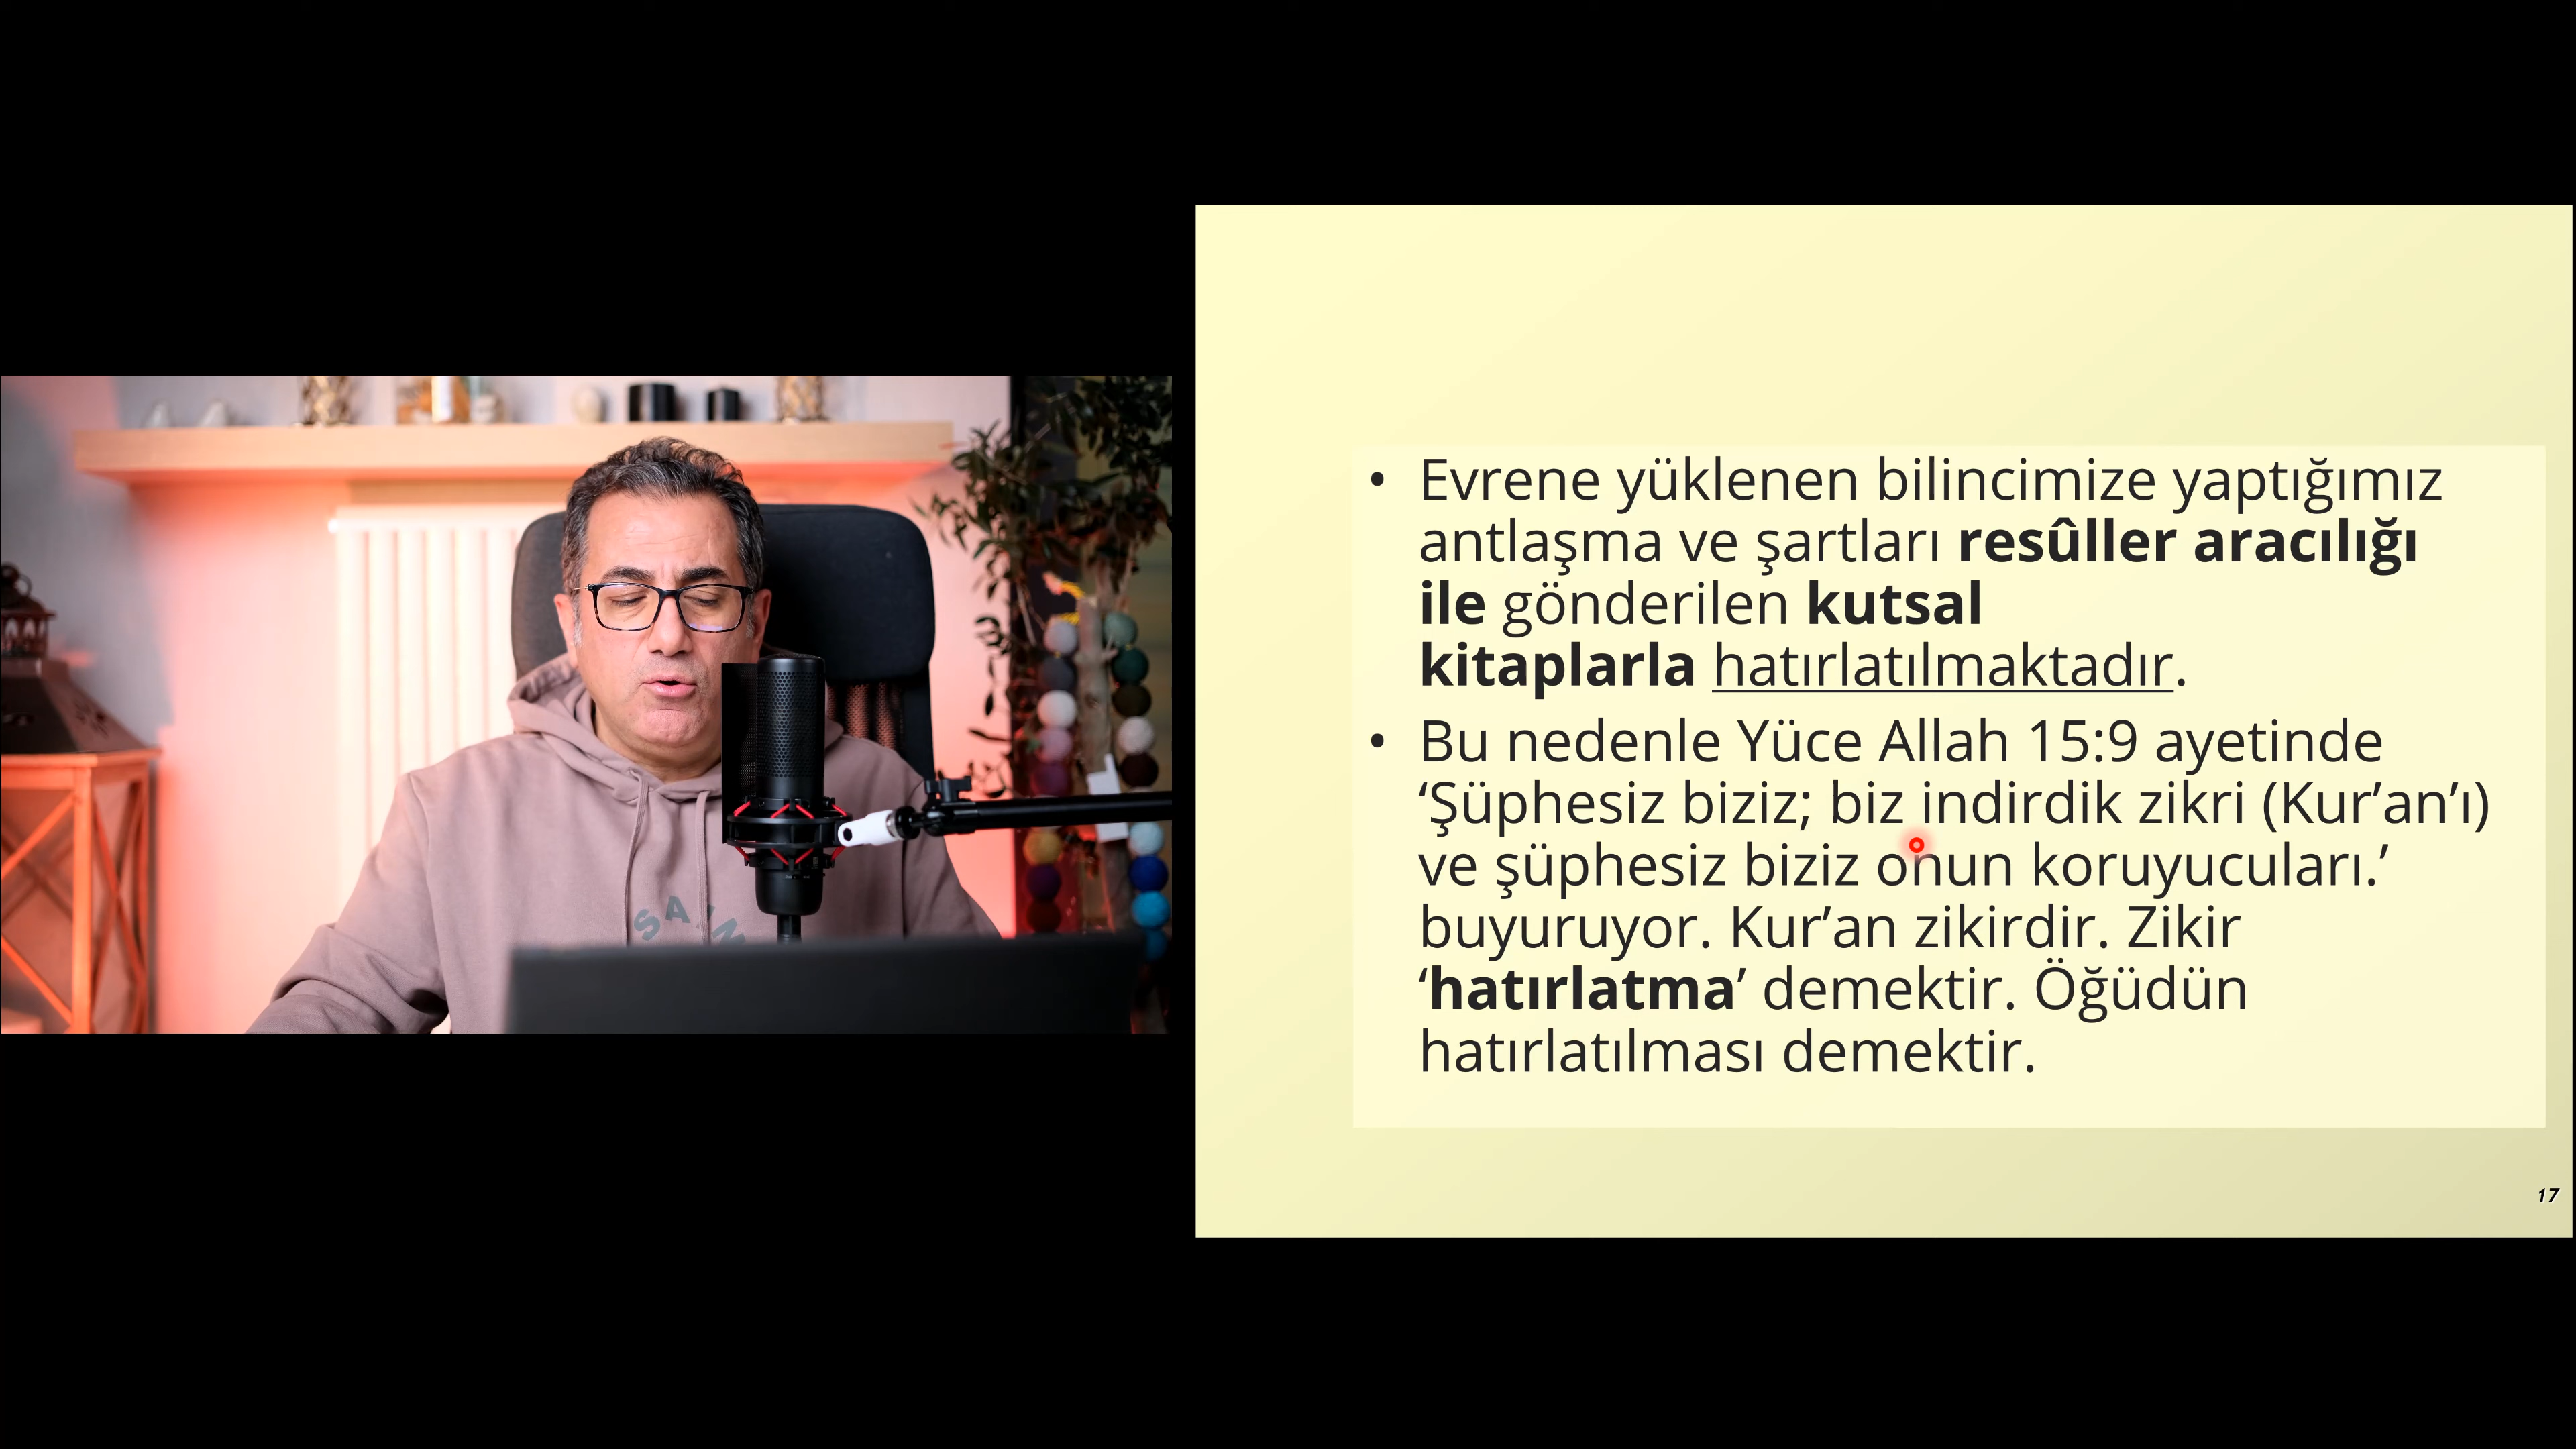 • Evrene yüklenen bilincimize yaptığımız
antlaşma ve şartları resûller aracılığı
ile gönderilen kutsal
kitaplarla hatırlatılmaktadır.
• Bu nedenle Yüce Allah 15:9 ayetinde
‘Şüphesiz biziz; biz indirdik zikri (Kur’an’ı)
ve şüphesiz biziz onun koruyucuları.’
buyuruyor. Kur’an zikirdir. Zikir
‘hatırlatma’ demektir. Öğüdün
hatırlatılması demektir.
17